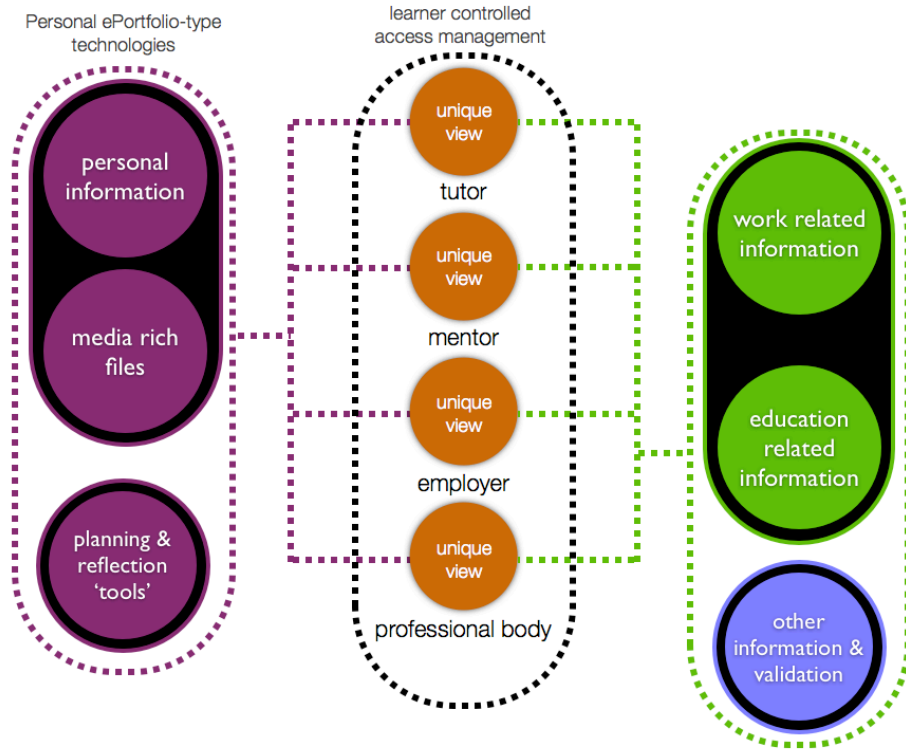 Personal ePortfolio-type
technologies
personal
information
media rich
files
planning &
reflection
‘tools’
learner controlled
access management
unique
view
tutor
unique
view
mentor
unique
view
employer
unique
view
professional body
work related
information
education
related
information
other
information &
validation